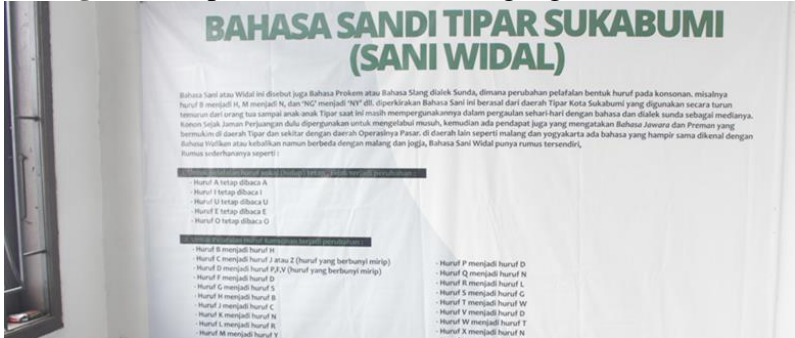 BAHASA SANDI TIPAR SUKABUMI
(SANI WIDAL)
Bahasa Sani atau Widal ini disebut juga Bahasa Prokem atau Bahasa Slang dialek Sunda, dimana perubahan pelafalan bentuk huruf pada konsonan. misalnya
huruf B menjadi H, M menjadi N, dan 'NG' menjadi 'NY' dll. diperkirakan Bahasa Sani ini berasal dari daerah Tipar Kota Sukabumi yang digunakan secara turun
temurun dari orang tua sampai anak anak Tipar saat ini masih mempergunakannya dalam pergaulan sehari-hari dengan bahasa dan dialek sunda sebagai medianya.
Konon Sejak Jaman Perjuangan dulu dipergunakan untuk mengelabui musuh, kemudian ada pendapat juga yang mengatakan Bahasa Jawara dan Preman yang
bermukim di daerah Tipar dan sekitar dengan daerah Operasinya Pasar. di daerah lain seperti malang dan yogyakarta ada bahasa yang hampir sama dikenal dengan
Bahasa Walikan atau kebalikan namun berbeda dengan malang dan jogja, Bahasa Sani Widal punya rumus tersendiri,
Rumus sederhananya seperti :
- Huruf A tetap dibaca A
- Huruf I tetap dibaca I
- Huruf U tetap dibaca U
- Huruf E tetap dibaca E
- Huruf O tetap dibaca O
- Huruf B menjadi huruf H
- Huruf C menjadi huruf J atau Z (huruf yang berbunyi mirip)
- Huruf D menjadi huruf P,F,V (huruf yang berbunyi mirip)
- Huruf F menjadi huruf D
- Huruf G menjadi huruf S
- Huruf H menjadi huruf B
- Huruf J menjadi huruf C
- Huruf K menjadi huruf N
- Huruf L menjadi huruf R
- Huruf M menjadi huruf Y
- Huruf P menjadi huruf D
- Huruf Q menjadi huruf N
- Huruf R menjadi huruf L
- Huruf S menjadi huruf G
- Huruf T menjadi huruf W
- Huruf V menjadi huruf D
- Huruf W menjadi huruf T
- Huruf X menjadi huruf N